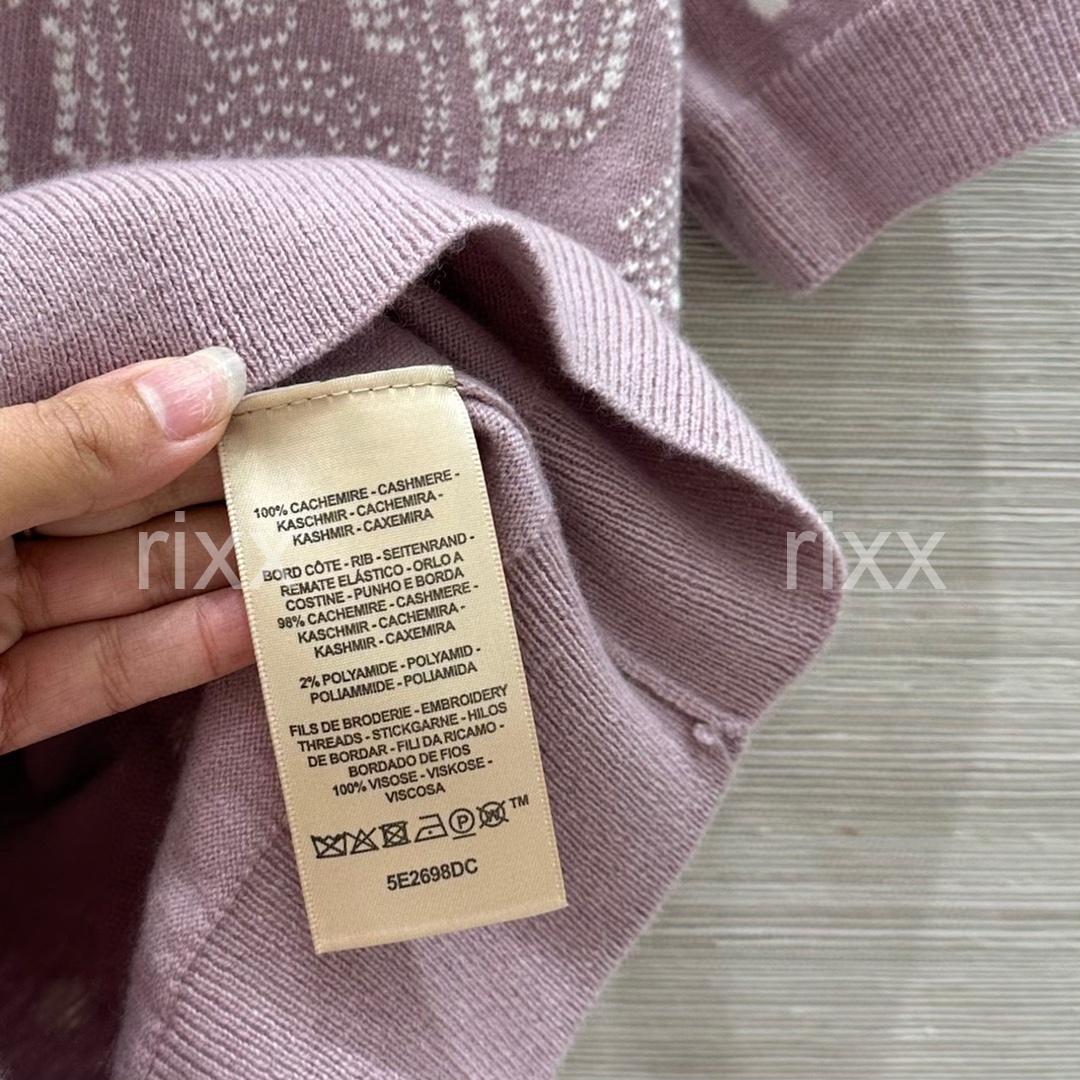 100% CACHEMIRE - CASHMERE -
KASCHMIR - CACHEMIRA -
KASHMIR - CAXEMIRA
BORD CÔTE - RIB - SEITENRAND -
REMATE ELÁSTICO - ORLO A
COSTINE - PUNHO E BORDA
98% CACHEMIRE - CASHMERE -
KASCHMIR - CACHEMIRA -
KASHMIR - CAXEMIRA
2% POLYAMIDE - POLYAMID -
POLIAMMIDE - POLIAMIDA
FILS DE BRODERIE - EMBROIDERY
THREADS - STICKGARNE - HILOS
DE BORDAR - FILI DA RICAMO -
BORDADO DE FIOS
100% VISOSE - VISKOSE -
VISCOSA
P W TM
5E2698DC
rixx
rixx